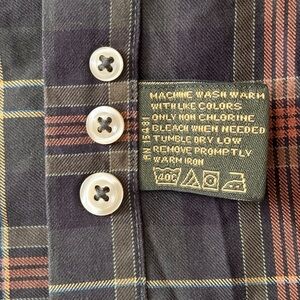 MACHINE WASH WARM
WITH LIKE COLORS
ONLY NON CHLORINE
BLEACH WHEN NEEDED
TUMBLE DRY LOW
REMOVE PROMPTLY
WARM IRON
40C
RN 15481